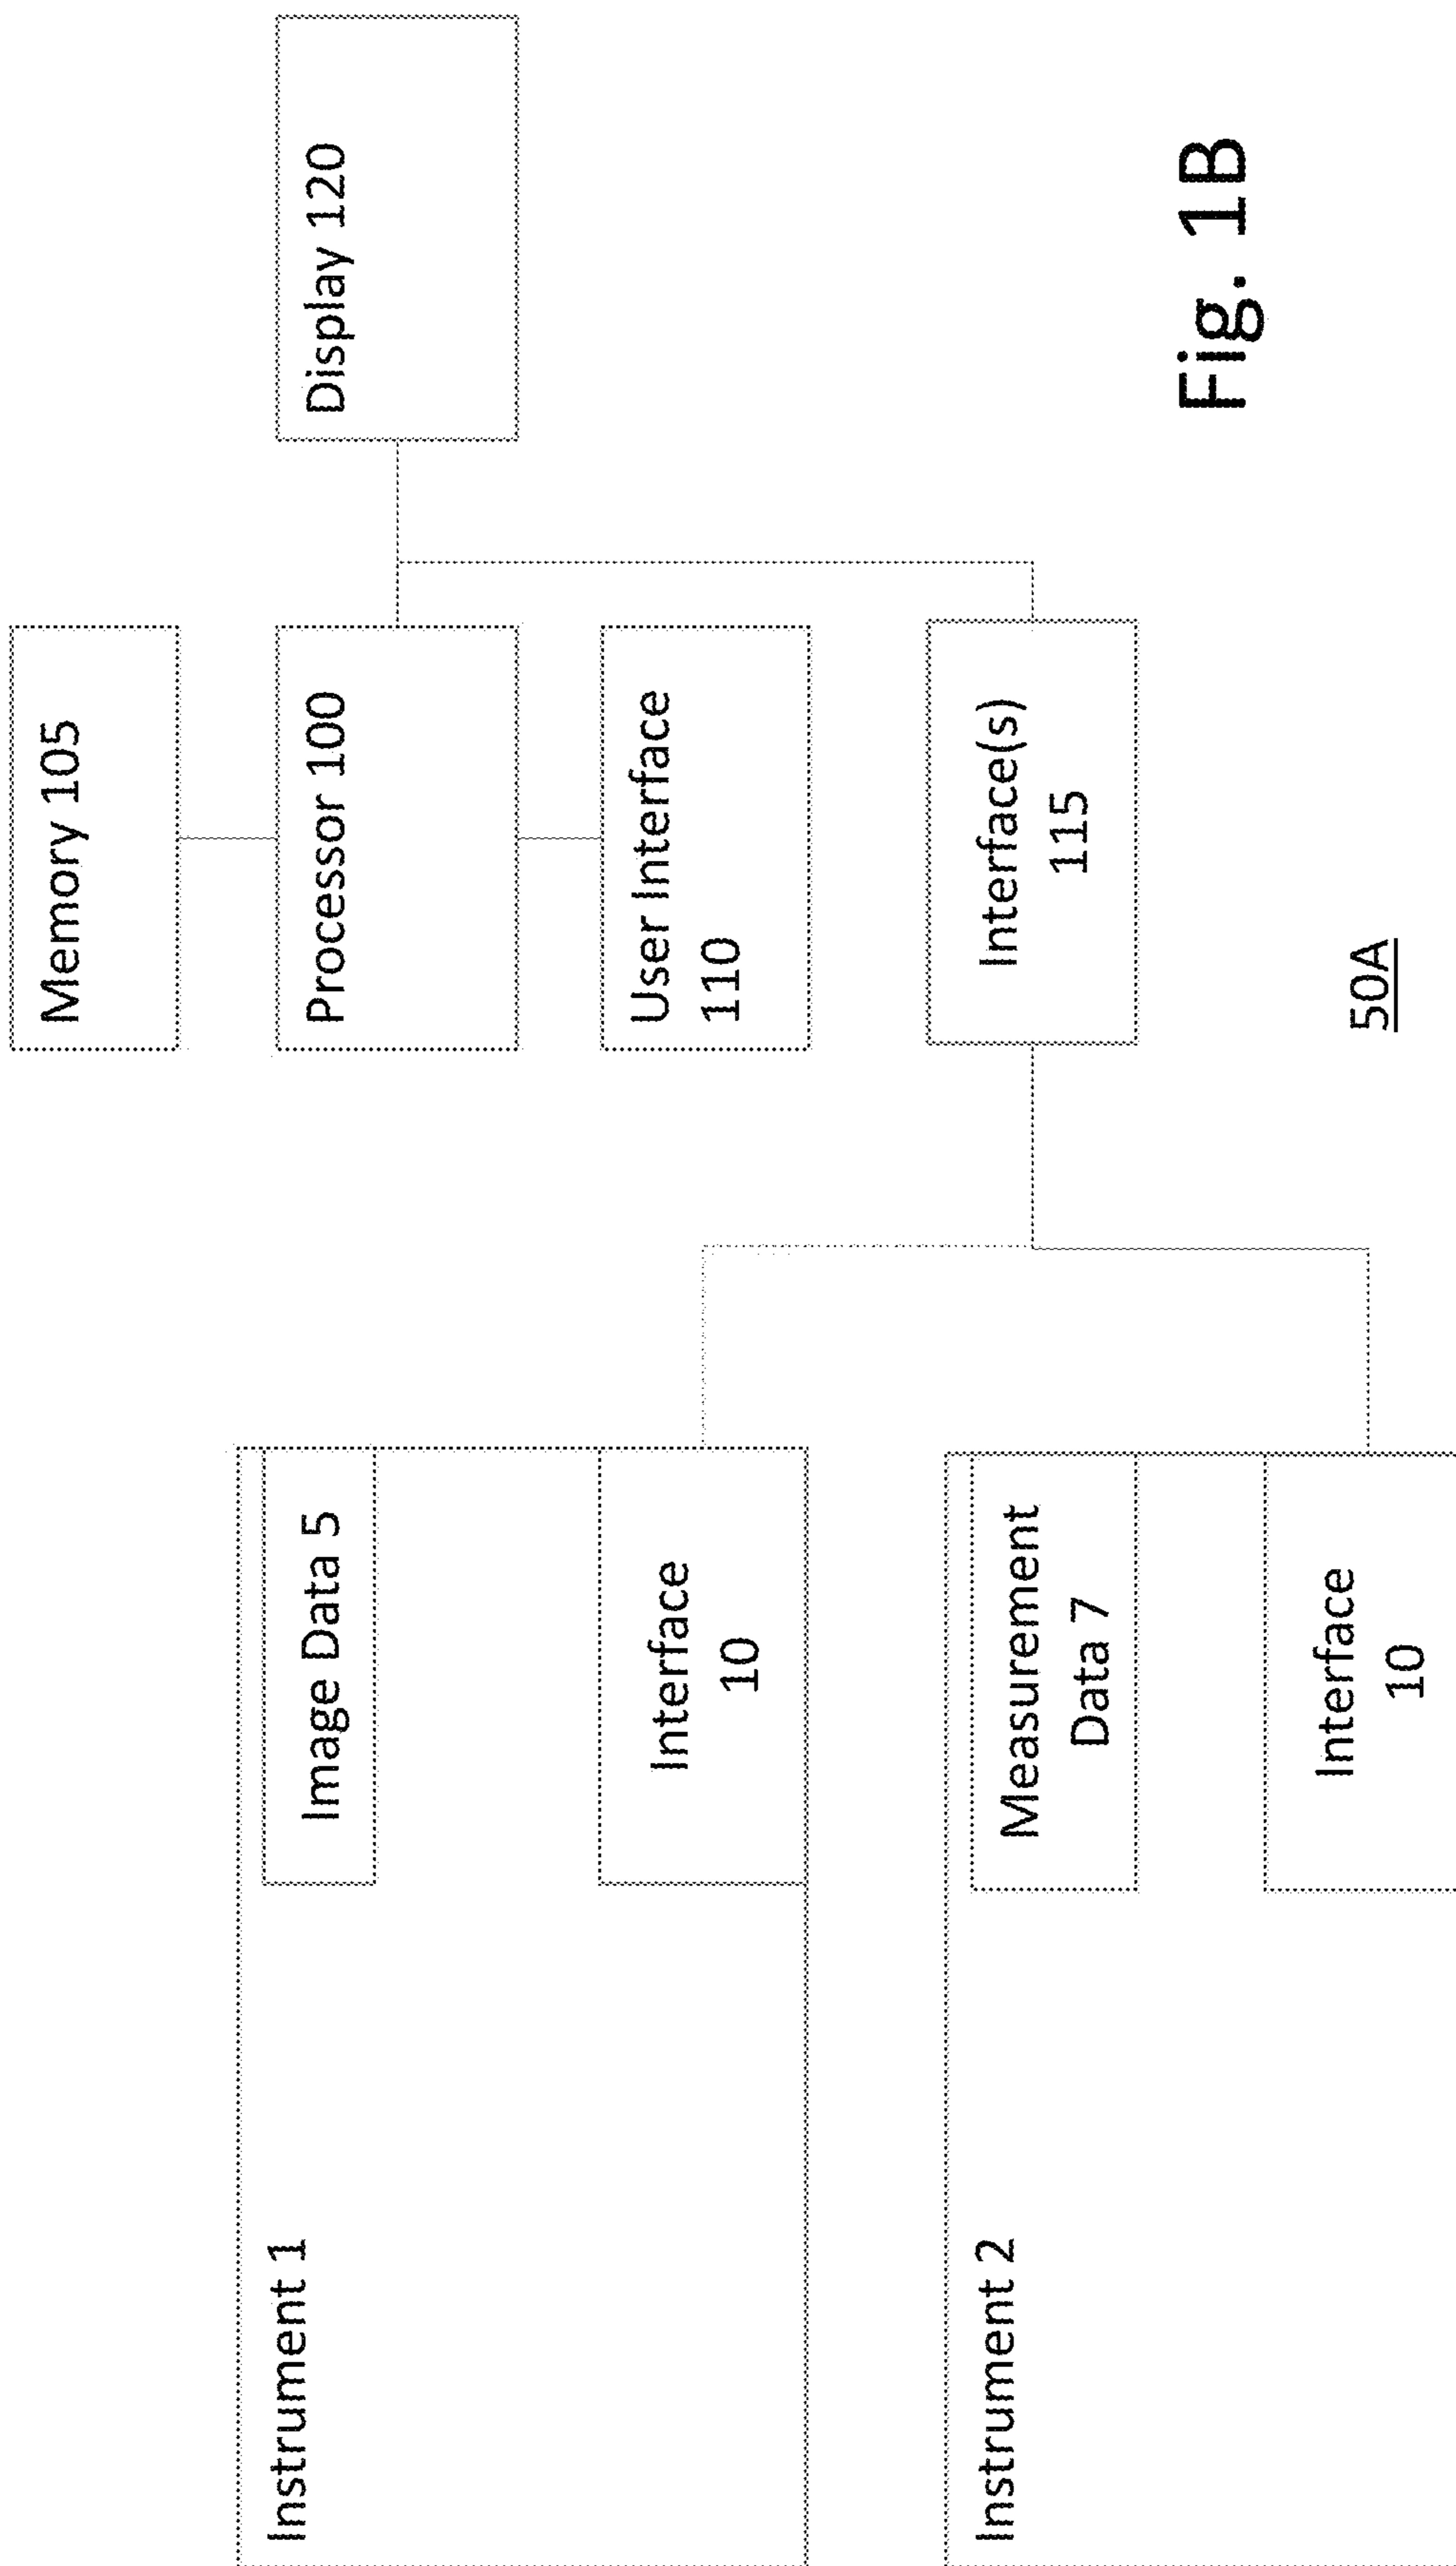 Instrument 1
Image Data 5
Interface
10
Instrument 2
Measurement
Data 7
Interface
10
Memory 105
Processor 100
User Interface
110
Interface(s)
115
Display 120
50A
Fig. 1B